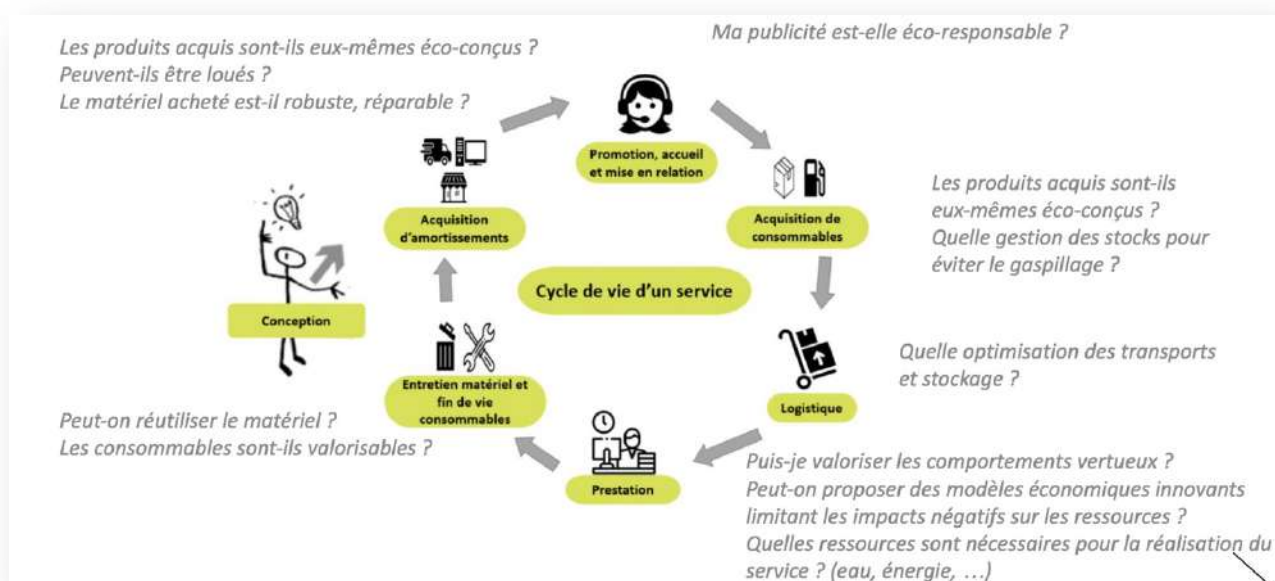 Les produits acquis sont-ils eux-mêmes éco-conçus ?
Peuvent-ils être loués ?
Le matériel acheté est-il robuste, réparable ?
Ma publicité est-elle éco-responsable ?
Promotion, accueil
et mise en relation
Acquisition
d'amortissements
Acquisition de
consommables
Les produits acquis sont-ils
eux-mêmes éco-conçus ?
Quelle gestion des stocks pour
éviter le gaspillage ?
Cycle de vie d'un service
Conception
Entretien matériel et
fin de vie
consommables
Logistique
Quelle optimisation des transports
et stockage ?
Peut-on réutiliser le matériel ?
Les consommables sont-ils valorisables ?
Prestation
Puis-je valoriser les comportements vertueux ?
Peut-on proposer des modèles économiques innovants
limitant les impacts négatifs sur les ressources ?
Quelles ressources sont nécessaires pour la réalisation du
service ? (eau, énergie, …)